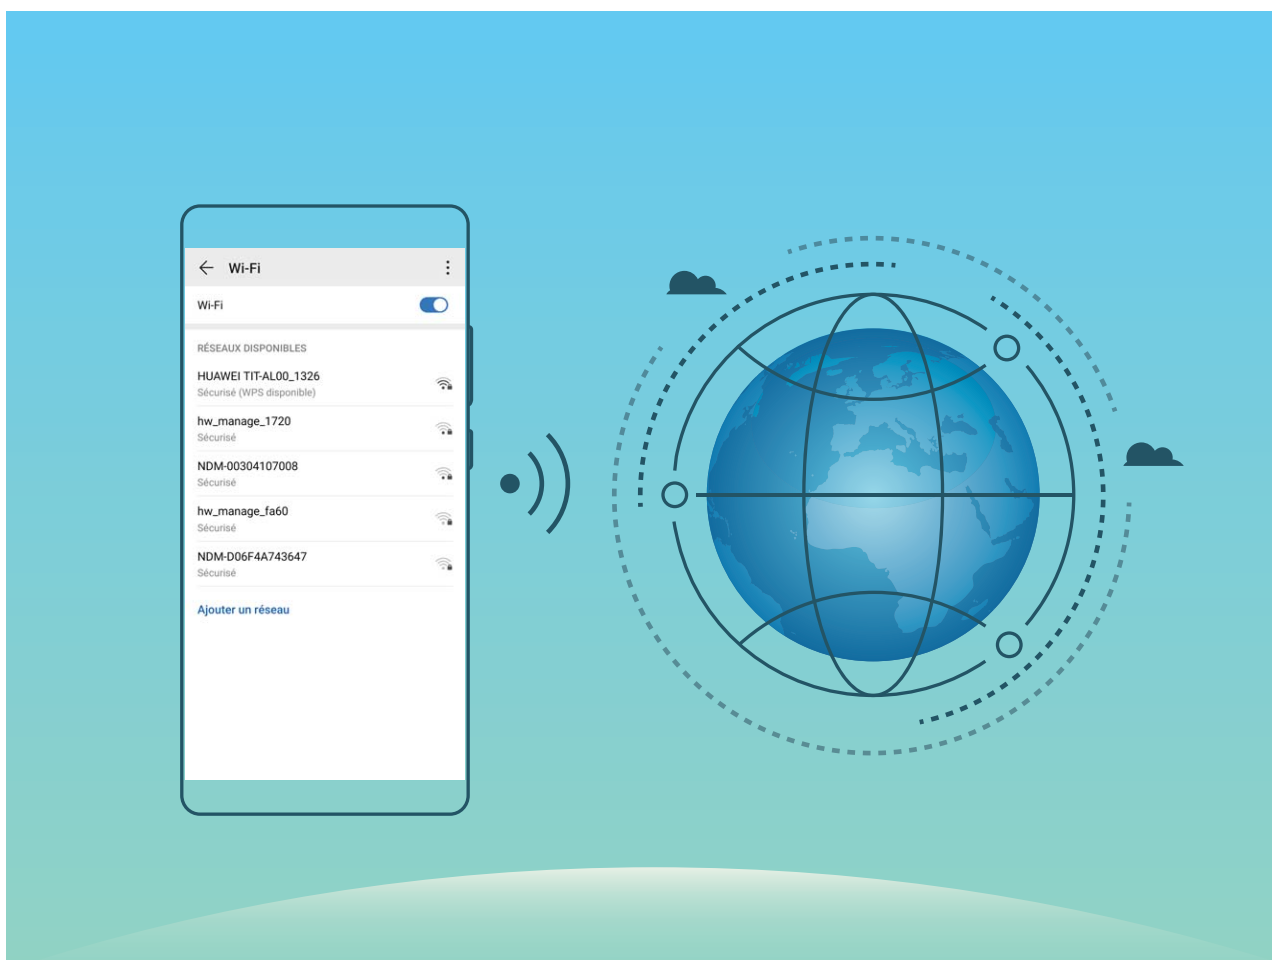 Wi-Fi
Wi-Fi
RÉSEAUX DISPONIBLES
HUAWEI TIT-AL00_1326
Sécurisé (WPS disponible)
hw_manage_1720
Sécurisé
NDM-00304107008
Sécurisé
hw_manage_fa60
Sécurisé
NDM-D06F4A743647
Sécurisé
Ajouter un réseau